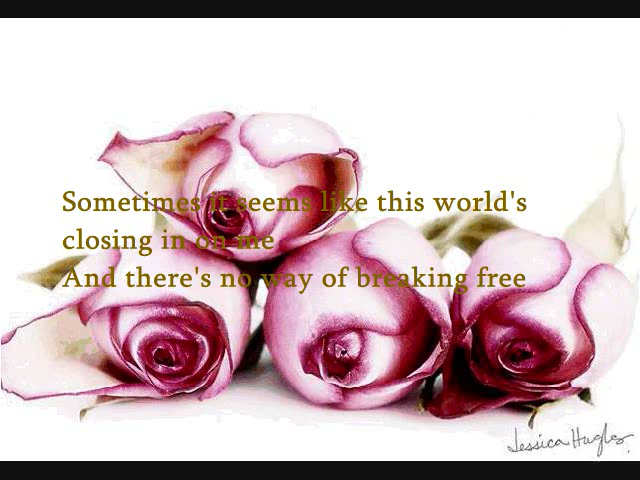 Sometimes it seems like this world's
closing in on me
And there's no way of breaking free
Jessica Hughes